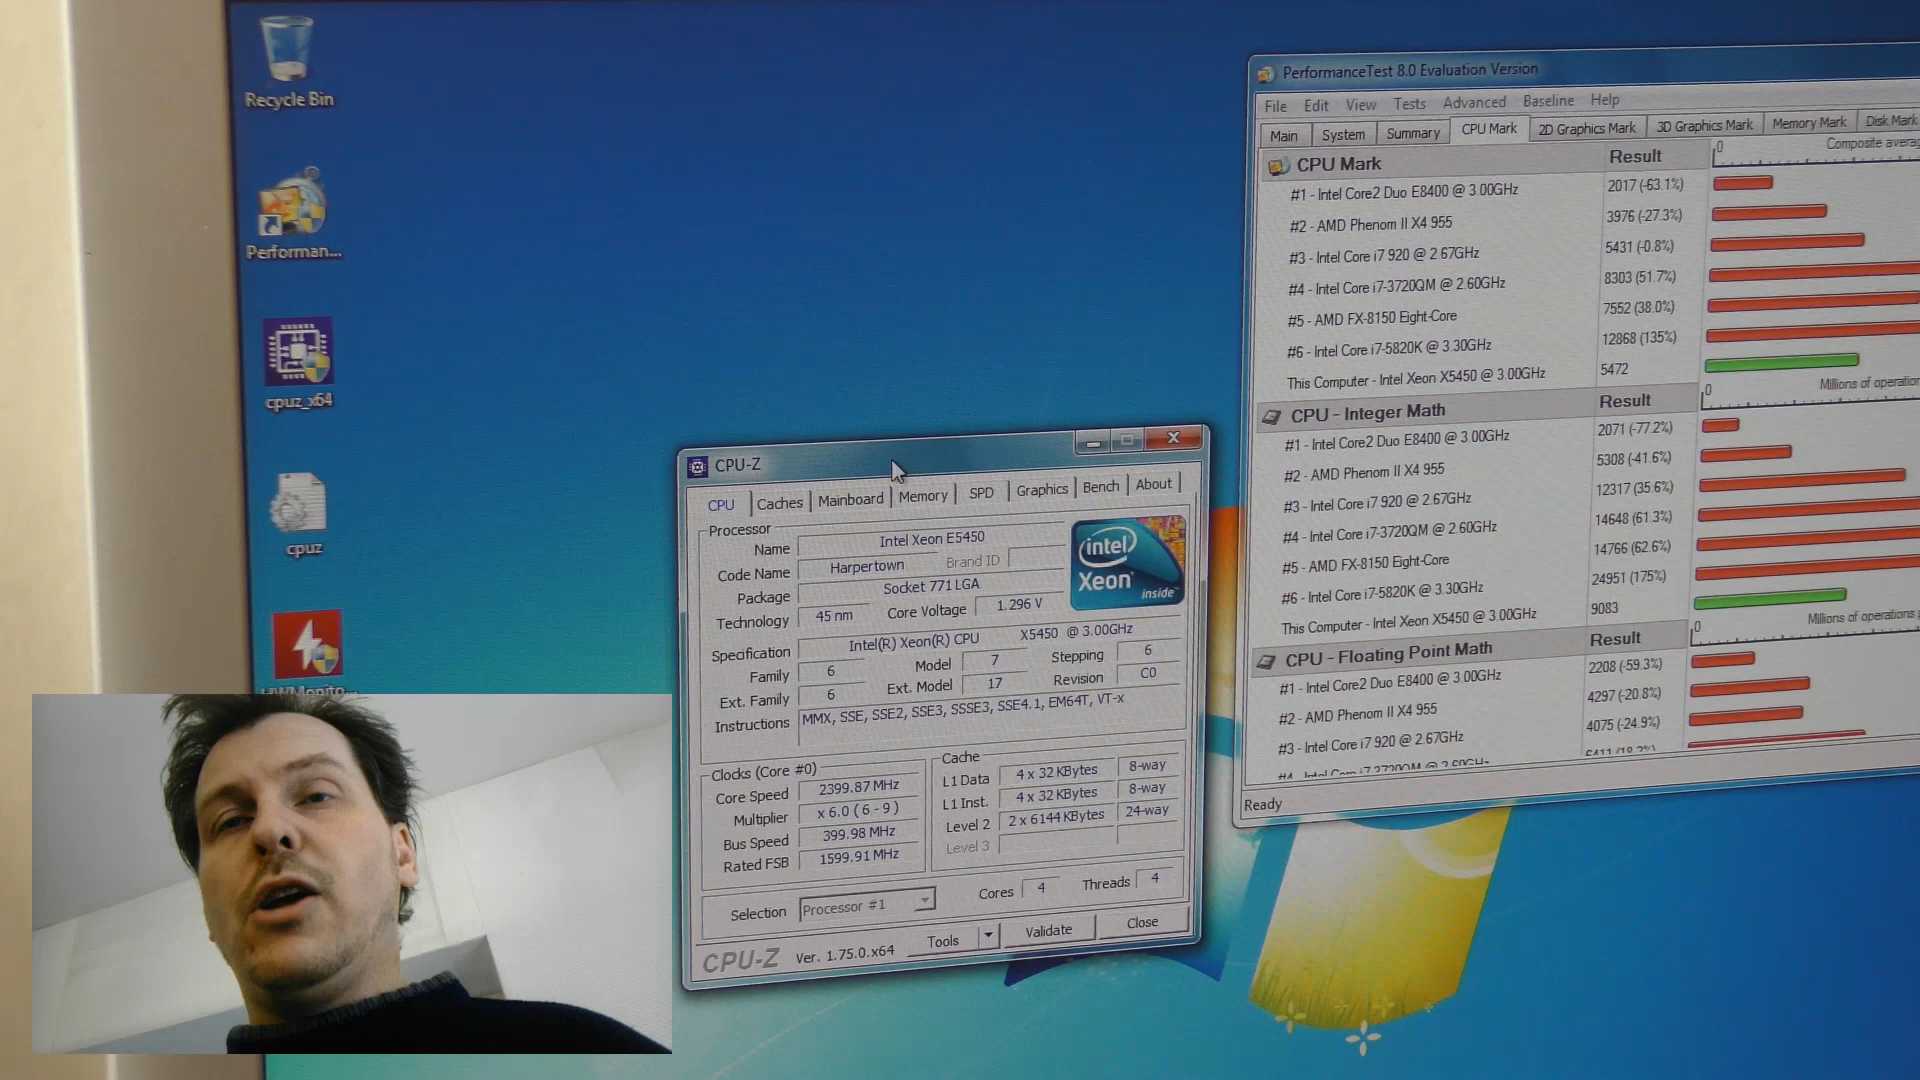 Recycle Bin
Performan...
cpuz_x64
cpuz
HWMonito...
CPU-Z
CPU Caches Mainboard Memory SPD Graphics Bench About
Processor
Name Intel Xeon E5450
Code Name Harpertown Brand ID
Package Socket 771 LGA
Technology 45 nm Core Voltage 1.296 V
intel Xeon inside
Specification Intel(R) Xeon(R) CPU X5450 @ 3.00GHz
Family 6 Model 7 Stepping 6
Ext. Family 6 Ext. Model 17 Revision C0
Instructions MMX, SSE, SSE2, SSE3, SSSE3, SSE4.1, EM64T, VT-x
Clocks (Core #0)
Core Speed 2399.87 MHz
Multiplier x 6.0 ( 6 - 9 )
Bus Speed 399.98 MHz
Rated FSB 1599.91 MHz
Cache
L1 Data 4 x 32 KBytes 8-way
L1 Inst. 4 x 32 KBytes 8-way
Level 2 2 x 6144 KBytes 24-way
Level 3
Selection Processor #1 Cores 4 Threads 4
CPU-Z Ver. 1.75.0.x64 Tools Validate Close
PerformanceTest 8.0 Evaluation Version
File Edit View Tests Advanced Baseline Help
Main System Summary CPU Mark 2D Graphics Mark 3D Graphics Mark Memory Mark Disk Mark
CPU Mark Result 0 Composite
#1 - Intel Core2 Duo E8400 @ 3.00GHz 2017 (-63.1%)
#2 - AMD Phenom II X4 955 3976 (-27.3%)
#3 - Intel Core i7 920 @ 2.67GHz 5431 (-0.8%)
#4 - Intel Core i7-3720QM @ 2.60GHz 8303 (51.7%)
#5 - AMD FX-8150 Eight-Core 7552 (38.0%)
#6 - Intel Core i7-5820K @ 3.30GHz 12868 (135%)
This Computer - Intel Xeon X5450 @ 3.00GHz 5472
CPU - Integer Math Result 0 Millions of
#1 - Intel Core2 Duo E8400 @ 3.00GHz 2071 (-77.2%)
#2 - AMD Phenom II X4 955 5308 (-41.6%)
#3 - Intel Core i7 920 @ 2.67GHz 12317 (35.6%)
#4 - Intel Core i7-3720QM @ 2.60GHz 14648 (61.3%)
#5 - AMD FX-8150 Eight-Core 14766 (62.6%)
#6 - Intel Core i7-5820K @ 3.30GHz 24951 (175%)
This Computer - Intel Xeon X5450 @ 3.00GHz 9083
CPU - Floating Point Math Result 0 Millions of operations
#1 - Intel Core2 Duo E8400 @ 3.00GHz 2208 (-59.3%)
#2 - AMD Phenom II X4 955 4297 (-20.8%)
#3 - Intel Core i7 920 @ 2.67GHz 4075 (-24.9%)
Ready